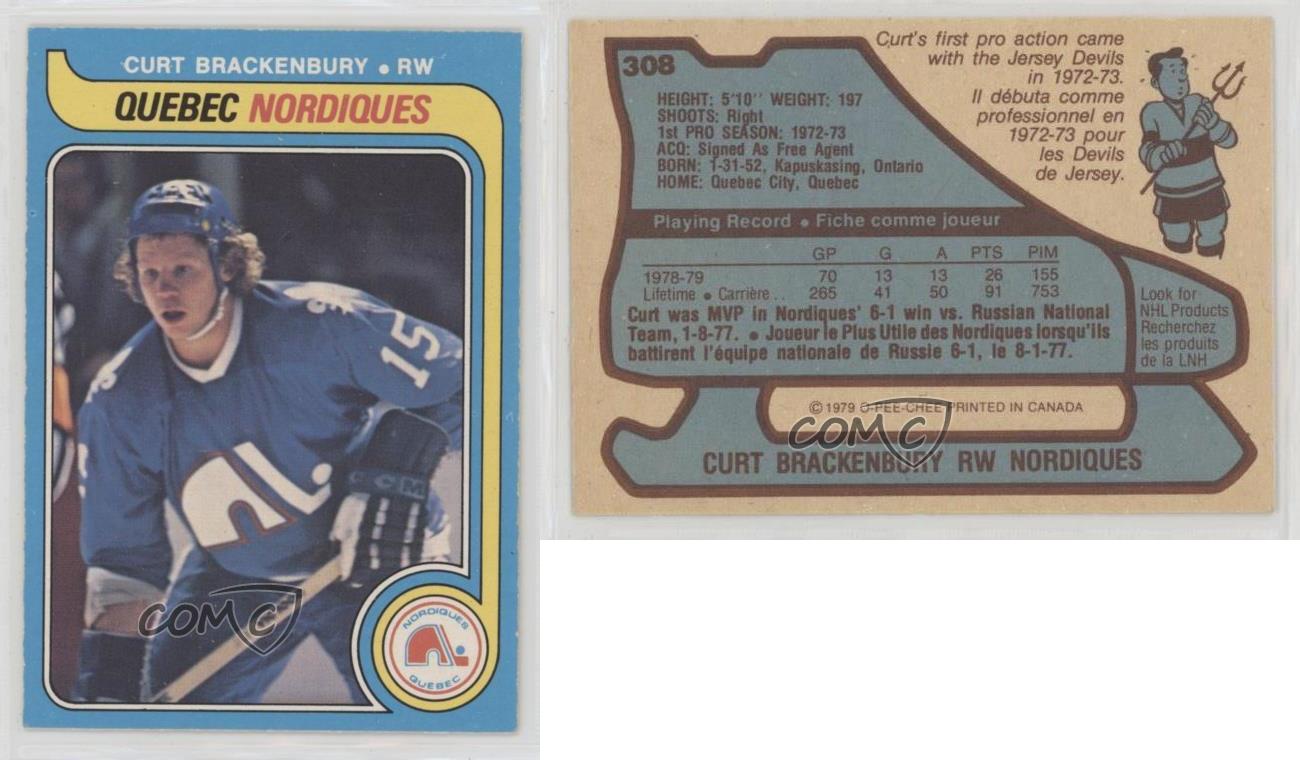 CURT BRACKENBURY • RW
QUEBEC NORDIQUES
15
CCM
NORDIQUES
QUEBEC
COMC
308
Curt's first pro action came
with the Jersey Devils
in 1972-73.
Il débuta comme
professionnel en
1972-73 pour
les Devils
de Jersey.
HEIGHT: 5'10'' WEIGHT: 197
SHOOTS: Right
1st PRO SEASON: 1972-73
ACQ: Signed As Free Agent
BORN: 1-31-52, Kapuskasing, Ontario
HOME: Quebec City, Quebec
Playing Record • Fiche comme joueur
GP G A PTS PIM
1978-79 70 13 13 26 155
Lifetime • Carrière .. 265 41 50 91 753
Curt was MVP in Nordiques' 6-1 win vs. Russian National
Team, 1-8-77. • Joueur le Plus Utile des Nordiques lorsqu'ils
battirent l'équipe nationale de Russie 6-1, le 8-1-77.
Look for
NHL Products
Recherchez
les produits
de la LNH
© 1979 O-PEE-CHEE PRINTED IN CANADA
COMC
CURT BRACKENBURY RW NORDIQUES